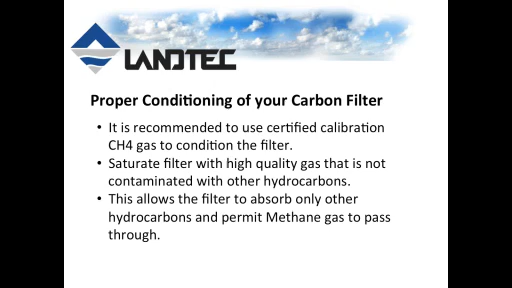 LANDTEC
Proper Conditioning of your Carbon Filter
• It is recommended to use certified calibration
CH4 gas to condition the filter.
• Saturate filter with high quality gas that is not
contaminated with other hydrocarbons.
• This allows the filter to absorb only other
hydrocarbons and permit Methane gas to pass
through.